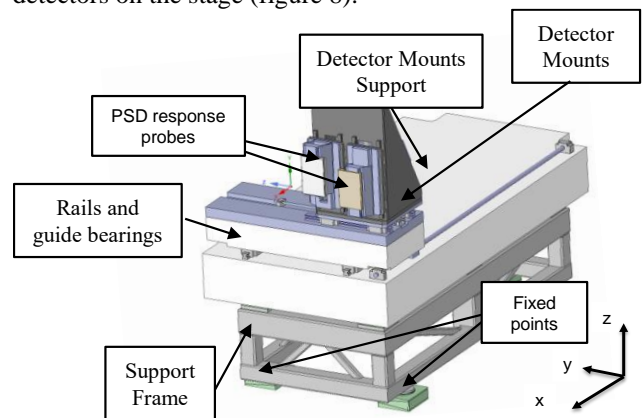 detectors on the stage (figure 8).
Detector Mounts
Support
Detector
Mounts
PSD response
probes
Rails and
guide bearings
Fixed
points
Support
Frame
z
y
x